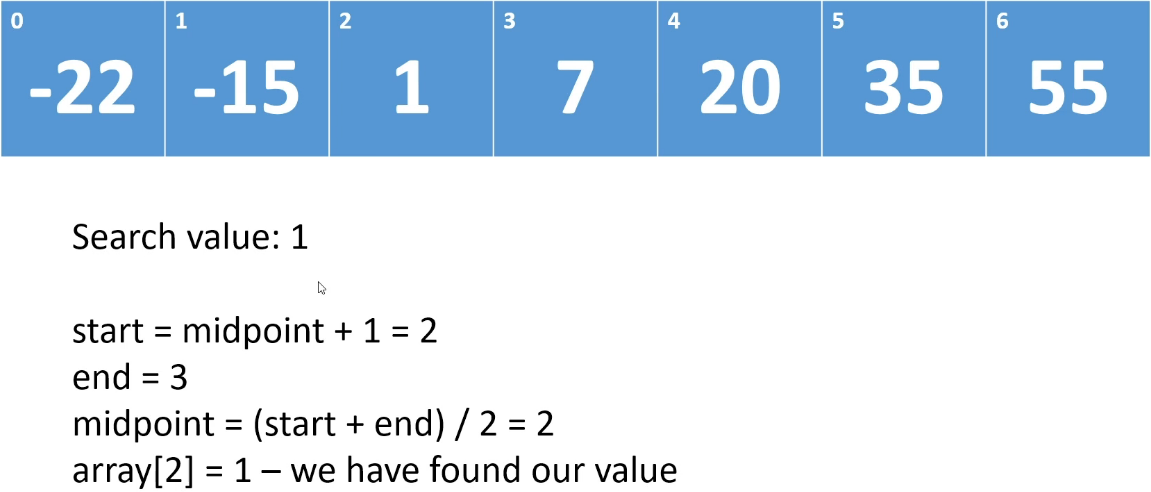 0 1 2 3 4 5 6
-22 -15 1 7 20 35 55
Search value: 1
start = midpoint + 1 = 2
end = 3
midpoint = (start + end) / 2 = 2
array[2] = 1 – we have found our value